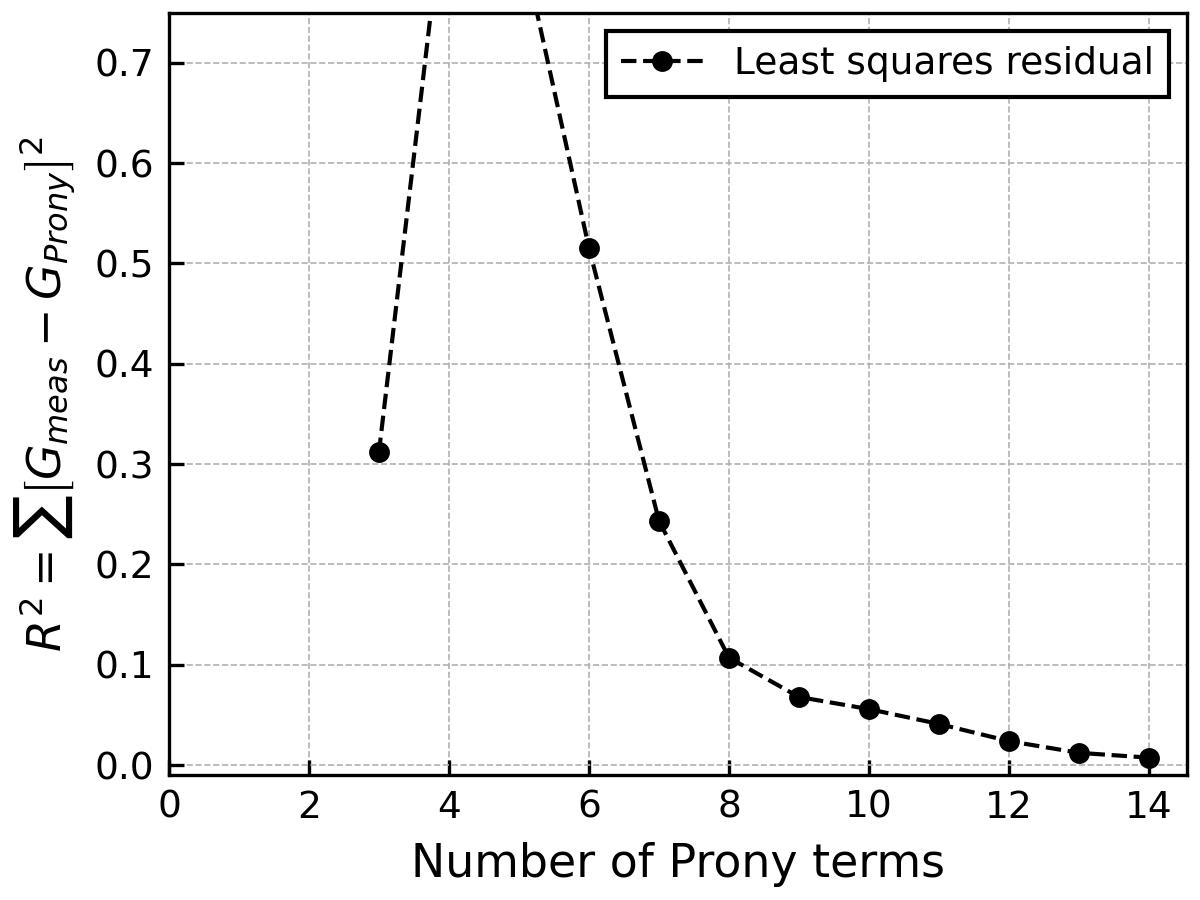 Least squares residual
R² = ∑[G_meas − G_Prony]²
0.7
0.6
0.5
0.4
0.3
0.2
0.1
0.0
0 2 4 6 8 10 12 14
Number of Prony terms